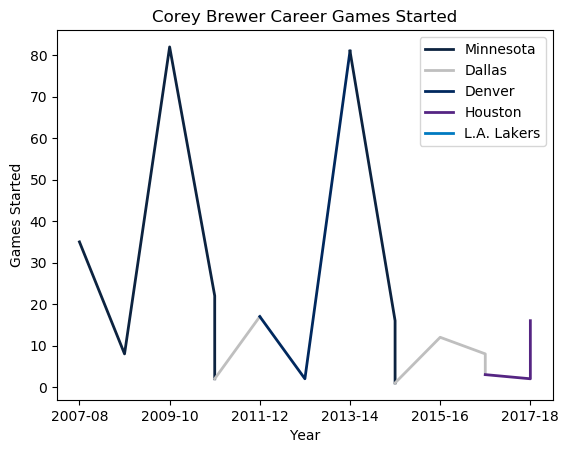 Corey Brewer Career Games Started
Minnesota
Dallas
Denver
Houston
L.A. Lakers
Games Started
80
70
60
50
40
30
20
10
0
2007-08 2009-10 2011-12 2013-14 2015-16 2017-18
Year